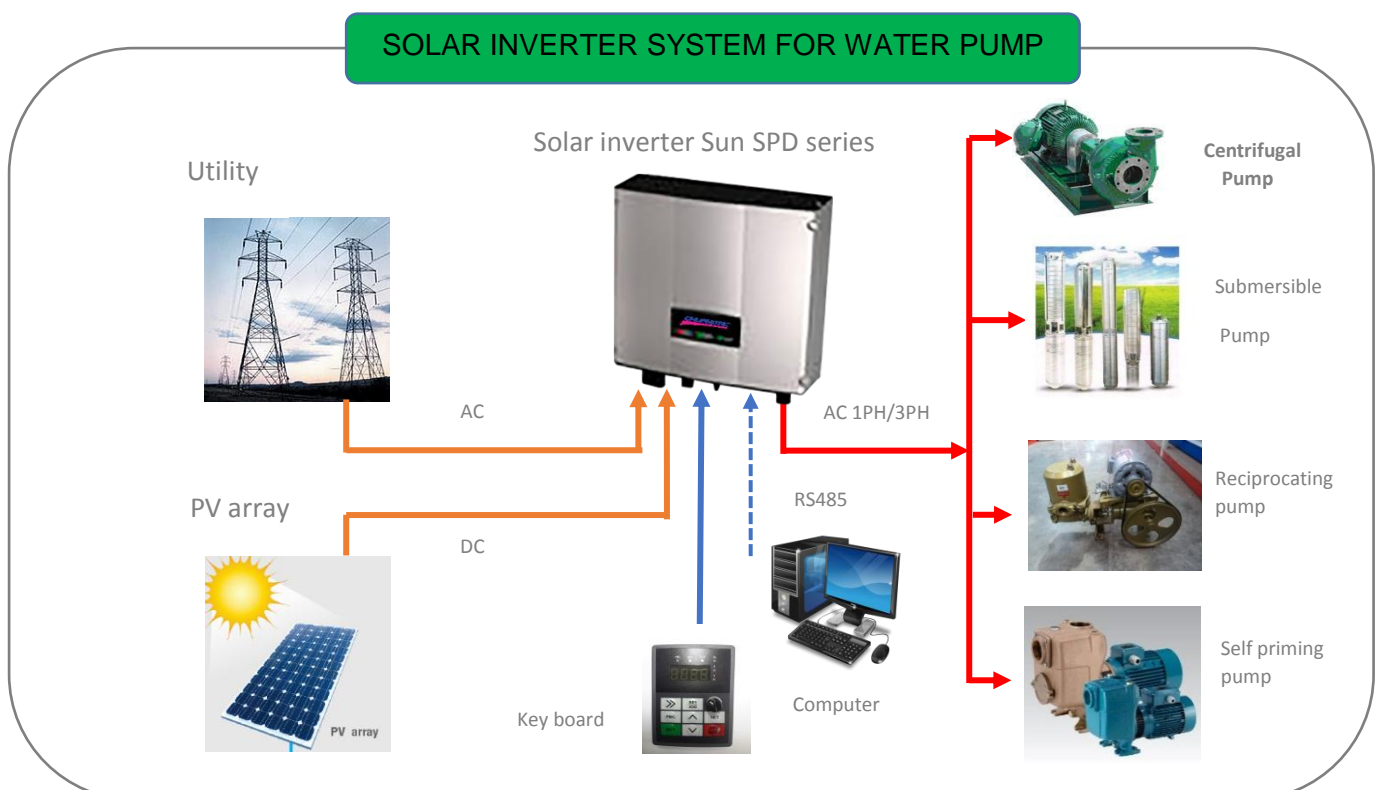 SOLAR INVERTER SYSTEM FOR WATER PUMP
Solar inverter Sun SPD series
Utility
Centrifugal
Pump
Submersible
Pump
AC
AC 1PH/3PH
Reciprocating
pump
PV array
RS485
DC
Self priming
pump
Key board
Computer
PV array